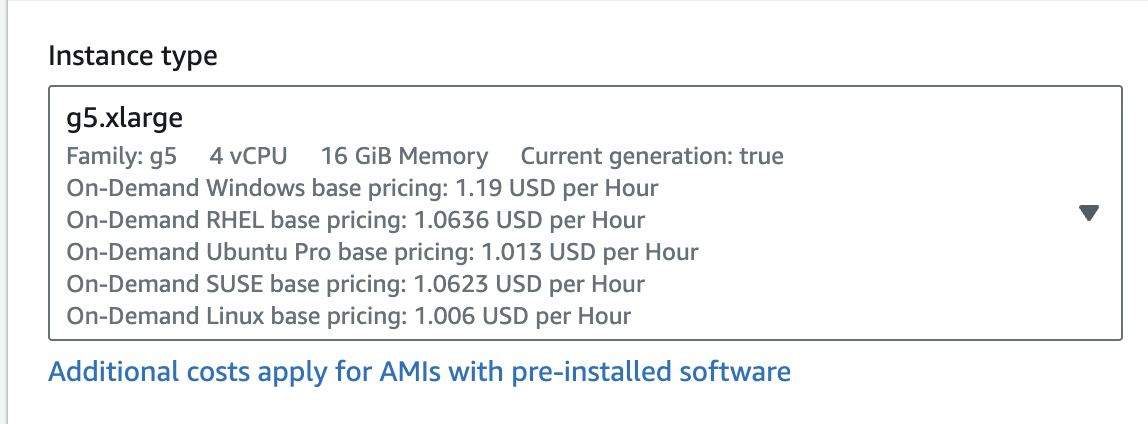 Instance type
g5.xlarge
Family: g5 4 vCPU 16 GiB Memory Current generation: true
On-Demand Windows base pricing: 1.19 USD per Hour
On-Demand RHEL base pricing: 1.0636 USD per Hour
On-Demand Ubuntu Pro base pricing: 1.013 USD per Hour
On-Demand SUSE base pricing: 1.0623 USD per Hour
On-Demand Linux base pricing: 1.006 USD per Hour
Additional costs apply for AMIs with pre-installed software